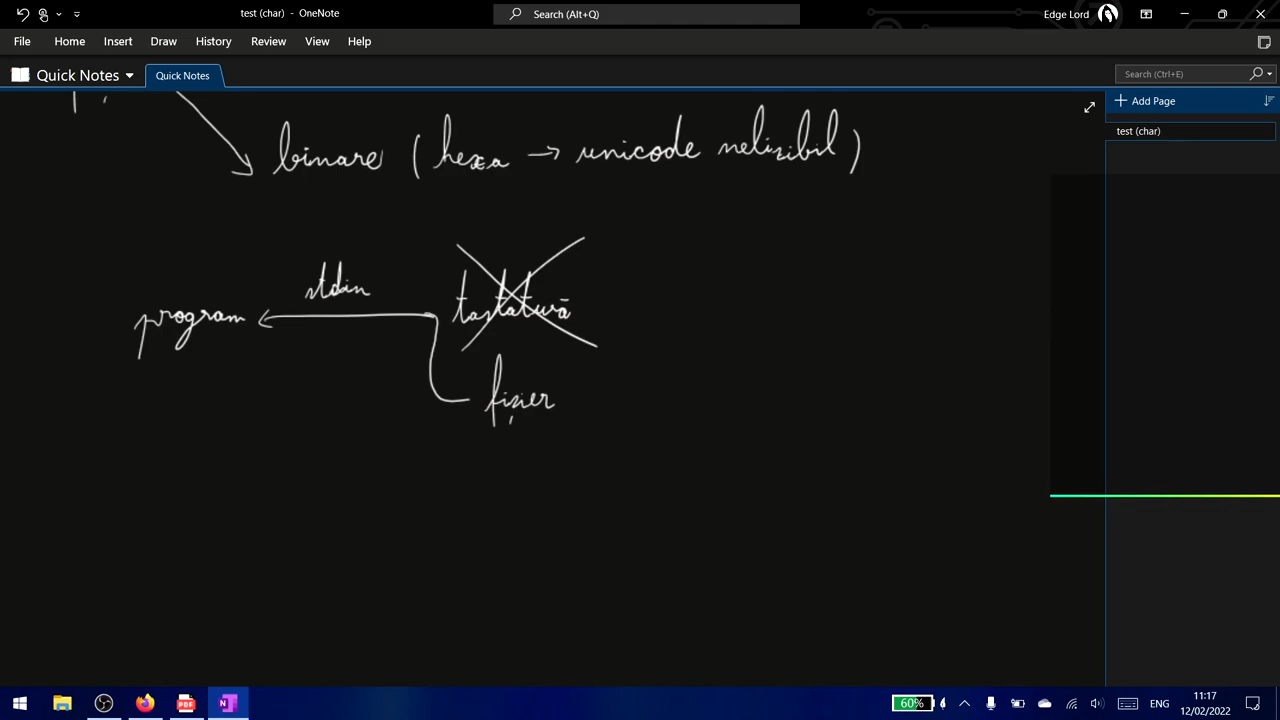 test (char) - OneNote
Search (Alt+Q)
Edge Lord
File Home Insert Draw History Review View Help
Quick Notes
Quick Notes
Search (Ctrl+E)
Add Page
test (char)
binare (hexa → unicode nelizibil)
stdin
program
tastatură
fișier
60%
ENG
11:17
12/02/2022
PDF